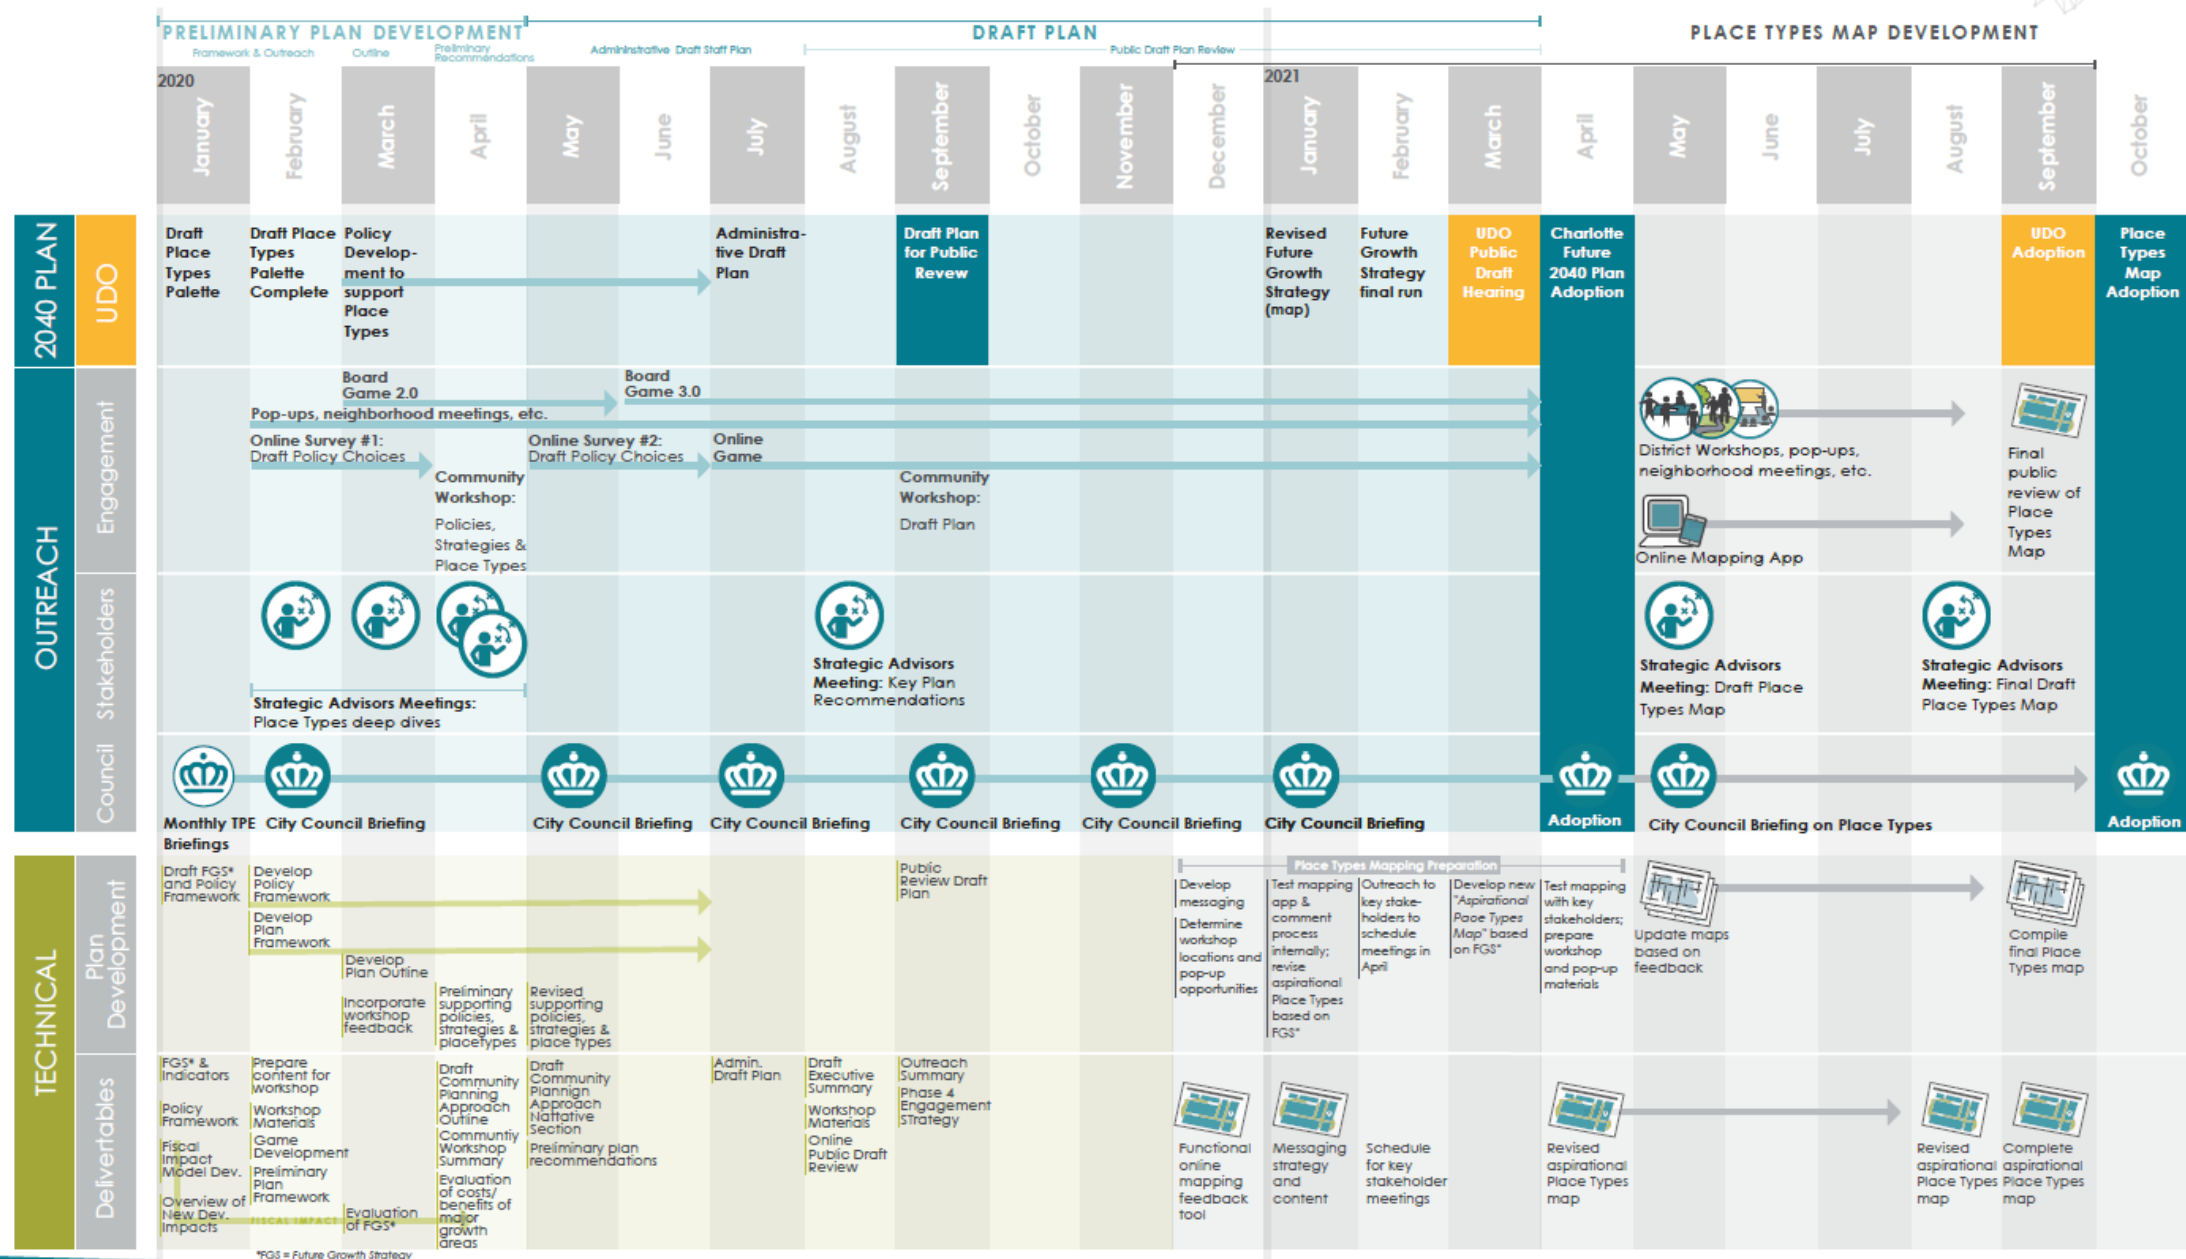 PRELIMINARY PLAN DEVELOPMENT
DRAFT PLAN
PLACE TYPES MAP DEVELOPMENT
Framework & Outreach
Outline
Preliminary
Recommendations
Admininstrative Draft Staff Plan
Public Draft Plan Review
2020
2021
January
February
March
April
May
June
July
August
September
October
November
December
January
February
March
April
May
June
July
August
September
October
2040 PLAN
UDO
Draft
Place
Types
Palette
Draft Place
Types
Palette
Complete
Policy
Develop-
ment to
support
Place
Types
Administra-
tive Draft
Plan
Draft Plan
for Public
Revew
Revised
Future
Growth
Strategy
(map)
Future
Growth
Strategy
final run
UDO
Public
Draft
Hearing
Charlotte
Future
2040 Plan
Adoption
UDO
Adoption
Place
Types
Map
Adoption
OUTREACH
Engagement
Board
Game 2.0
Board
Game 3.0
Pop-ups, neighborhood meetings, etc.
Online Survey #1:
Draft Policy Choices
Online Survey #2:
Draft Policy Choices
Online
Game
Community
Workshop:
Policies,
Strategies &
Place Types
Community
Workshop:
Draft Plan
District Workshops, pop-ups,
neighborhood meetings, etc.
Online Mapping App
Final
public
review of
Place
Types
Map
Stakeholders
Strategic Advisors Meetings:
Place Types deep dives
Strategic Advisors
Meeting: Key Plan
Recommendations
Strategic Advisors
Meeting: Draft Place
Types Map
Strategic Advisors
Meeting: Final Draft
Place Types Map
Council
Monthly TPE
Briefings
City Council Briefing
City Council Briefing
City Council Briefing
City Council Briefing
City Council Briefing
City Council Briefing
Adoption
City Council Briefing on Place Types
Adoption
TECHNICAL
Plan
Development
Draft FGS*
and Policy
Framework
Develop
Policy
Framework
Develop
Plan
Framework
Develop
Plan Outline
Incorporate
workshop
feedback
Preliminary
supporting
policies,
strategies &
placetypes
Revised
supporting
policies,
strategies &
place types
Public
Review Draft
Plan
Place Types Mapping Preparation
Develop
messaging
Determine
workshop
locations and
pop-up
opportunities
Test mapping
app &
comment
process
internally;
revise
aspirational
Place Types
based on
FGS*
Outreach to
key stake-
holders to
schedule
meetings in
April
Develop new
"Aspirational
Pace Types
Map" based
on FGS*
Test mapping
with key
stakeholders;
prepare
workshop
and pop-up
materials
Update maps
based on
feedback
Compile
final Place
Types map
Delivertables
FGS* &
Indicators
Policy
Framework
Fiscal
Impact
Model Dev.
Overview of
New Dev.
Impacts
Prepare
content for
workshop
Workshop
Materials
Game
Development
Preliminary
Plan
Framework
FISCAL IMPACT
Evaluation
of FGS*
Draft
Community
Planning
Approach
Outline
Communtiy
Workshop
Summary
Evaluation
of costs/
benefits of
major
growth
areas
Draft
Community
Plannign
Approach
Nattative
Section
Preliminary plan
recommendations
Admin.
Draft Plan
Draft
Executive
Summary
Workshop
Materials
Online
Public Draft
Review
Outreach
Summary
Phase 4
Engagement
STrategy
Functional
online
mapping
feedback
tool
Messaging
strategy
and
content
Schedule
for key
stakeholder
meetings
Revised
aspirational
Place Types
map
Revised
aspirational
Place Types
map
Complete
aspirational
Place Types
map
*FGS = Future Growth Strategy